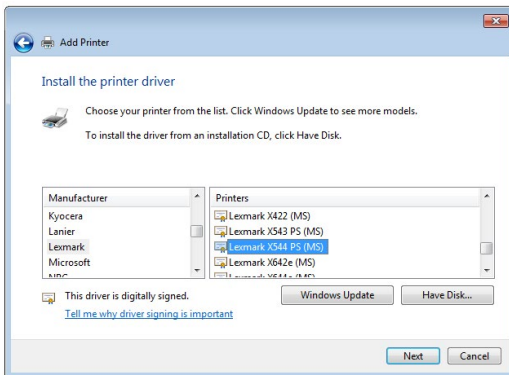 Add Printer
Install the printer driver
Choose your printer from the list. Click Windows Update to see more models.
To install the driver from an installation CD, click Have Disk.
Manufacturer
Kyocera
Lanier
Lexmark
Microsoft
Printers
Lexmark X422 (MS)
Lexmark X543 PS (MS)
Lexmark X544 PS (MS)
Lexmark X642e (MS)
This driver is digitally signed.
Tell me why driver signing is important
Windows Update
Have Disk...
Next
Cancel